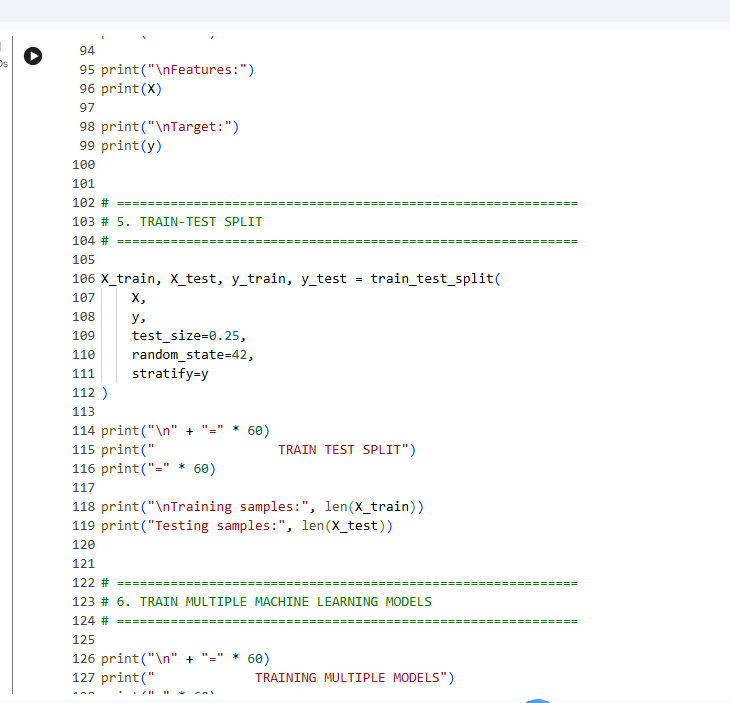 94
95 print("\nFeatures:")
96 print(X)
97
98 print("\nTarget:")
99 print(y)
100
101
102 # ============================================================
103 # 5. TRAIN-TEST SPLIT
104 # ============================================================
105
106 X_train, X_test, y_train, y_test = train_test_split(
107     X,
108     y,
109     test_size=0.25,
110     random_state=42,
111     stratify=y
112 )
113
114 print("\n" + "=" * 60)
115 print("                TRAIN TEST SPLIT")
116 print("=" * 60)
117
118 print("\nTraining samples:", len(X_train))
119 print("Testing samples:", len(X_test))
120
121
122 # ============================================================
123 # 6. TRAIN MULTIPLE MACHINE LEARNING MODELS
124 # ============================================================
125
126 print("\n" + "=" * 60)
127 print("             TRAINING MULTIPLE MODELS")